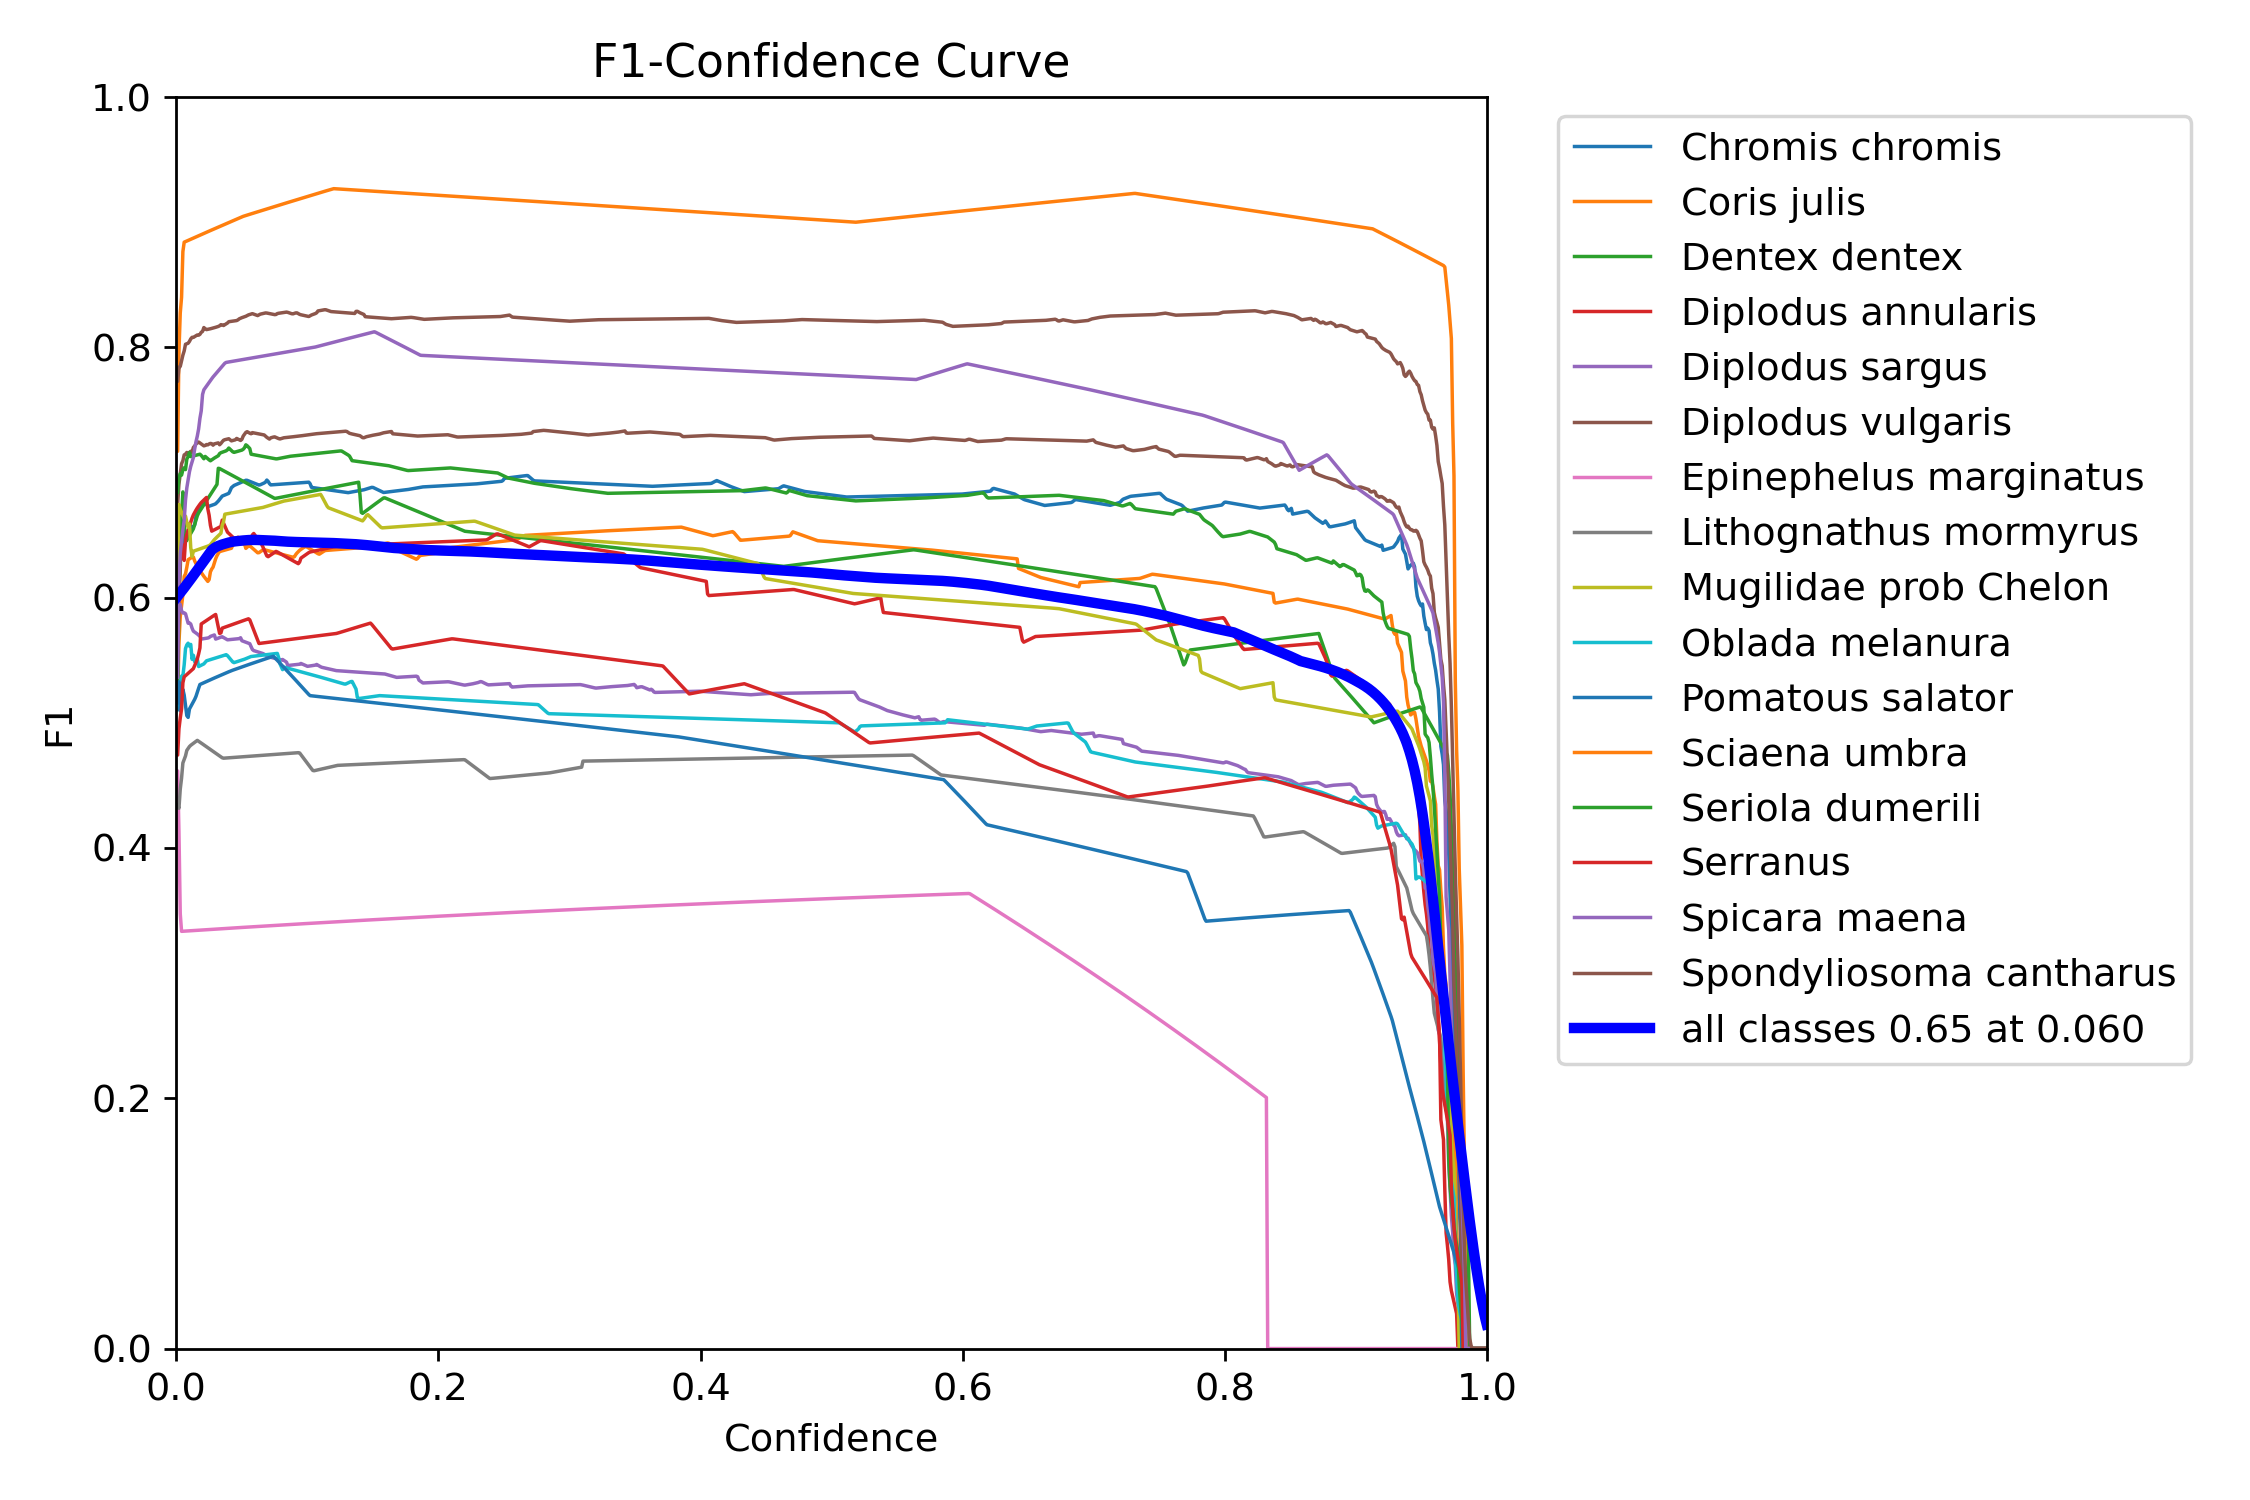 F1-Confidence Curve
1.0
0.8
0.6
0.4
0.2
0.0
F1
0.0 0.2 0.4 0.6 0.8 1.0
Confidence
Chromis chromis
Coris julis
Dentex dentex
Diplodus annularis
Diplodus sargus
Diplodus vulgaris
Epinephelus marginatus
Lithognathus mormyrus
Mugilidae prob Chelon
Oblada melanura
Pomatous salator
Sciaena umbra
Seriola dumerili
Serranus
Spicara maena
Spondyliosoma cantharus
all classes 0.65 at 0.060